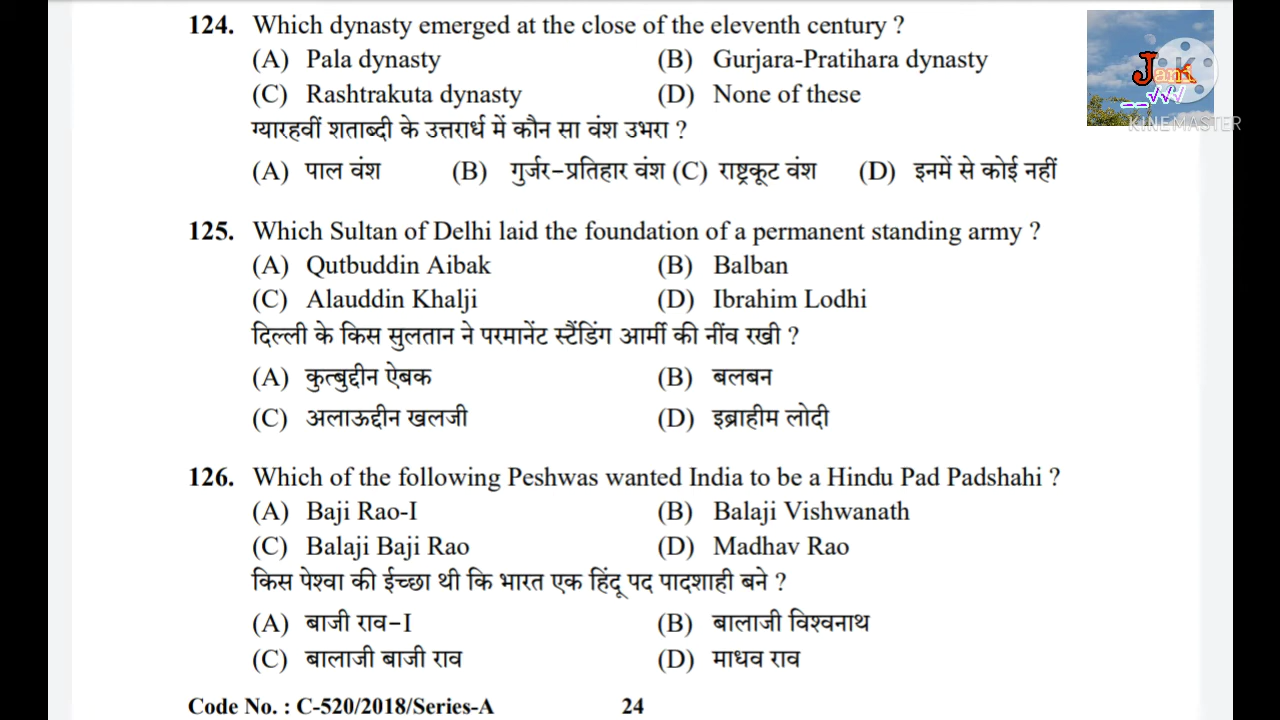 124. Which dynasty emerged at the close of the eleventh century ?
(A) Pala dynasty (B) Gurjara-Pratihara dynasty
(C) Rashtrakuta dynasty (D) None of these
ग्यारहवीं शताब्दी के उत्तरार्ध में कौन सा वंश उभरा ?
(A) पाल वंश (B) गुर्जर-प्रतिहार वंश (C) राष्ट्रकूट वंश (D) इनमें से कोई नहीं
125. Which Sultan of Delhi laid the foundation of a permanent standing army ?
(A) Qutbuddin Aibak (B) Balban
(C) Alauddin Khalji (D) Ibrahim Lodhi
दिल्ली के किस सुलतान ने परमानेंट स्टैंडिंग आर्मी की नींव रखी ?
(A) कुत्बुद्दीन ऐबक (B) बलबन
(C) अलाऊद्दीन खलजी (D) इब्राहीम लोदी
126. Which of the following Peshwas wanted India to be a Hindu Pad Padshahi ?
(A) Baji Rao-I (B) Balaji Vishwanath
(C) Balaji Baji Rao (D) Madhav Rao
किस पेश्वा की ईच्छा थी कि भारत एक हिंदू पद पादशाही बने ?
(A) बाजी राव-I (B) बालाजी विश्वनाथ
(C) बालाजी बाजी राव (D) माधव राव
Code No. : C-520/2018/Series-A 24
K
KINEMASTER